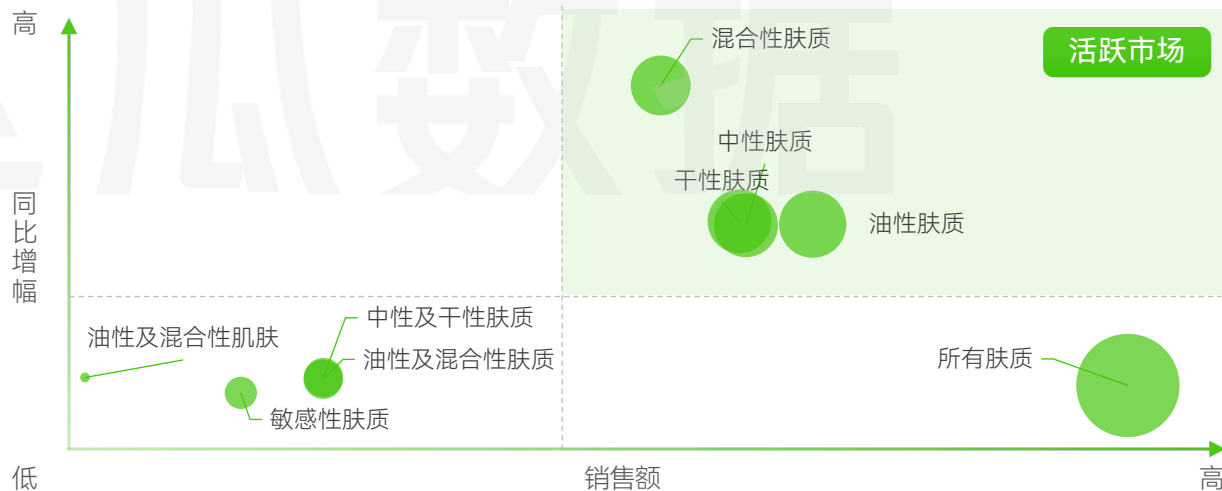 高
瓜数据
混合性肤质
活跃市场
中性肤质
干性肤质
油性肤质
同比增幅
中性及干性肤质
油性及混合性肌肤
油性及混合性肤质
所有肤质
敏感性肤质
低
销售额
高